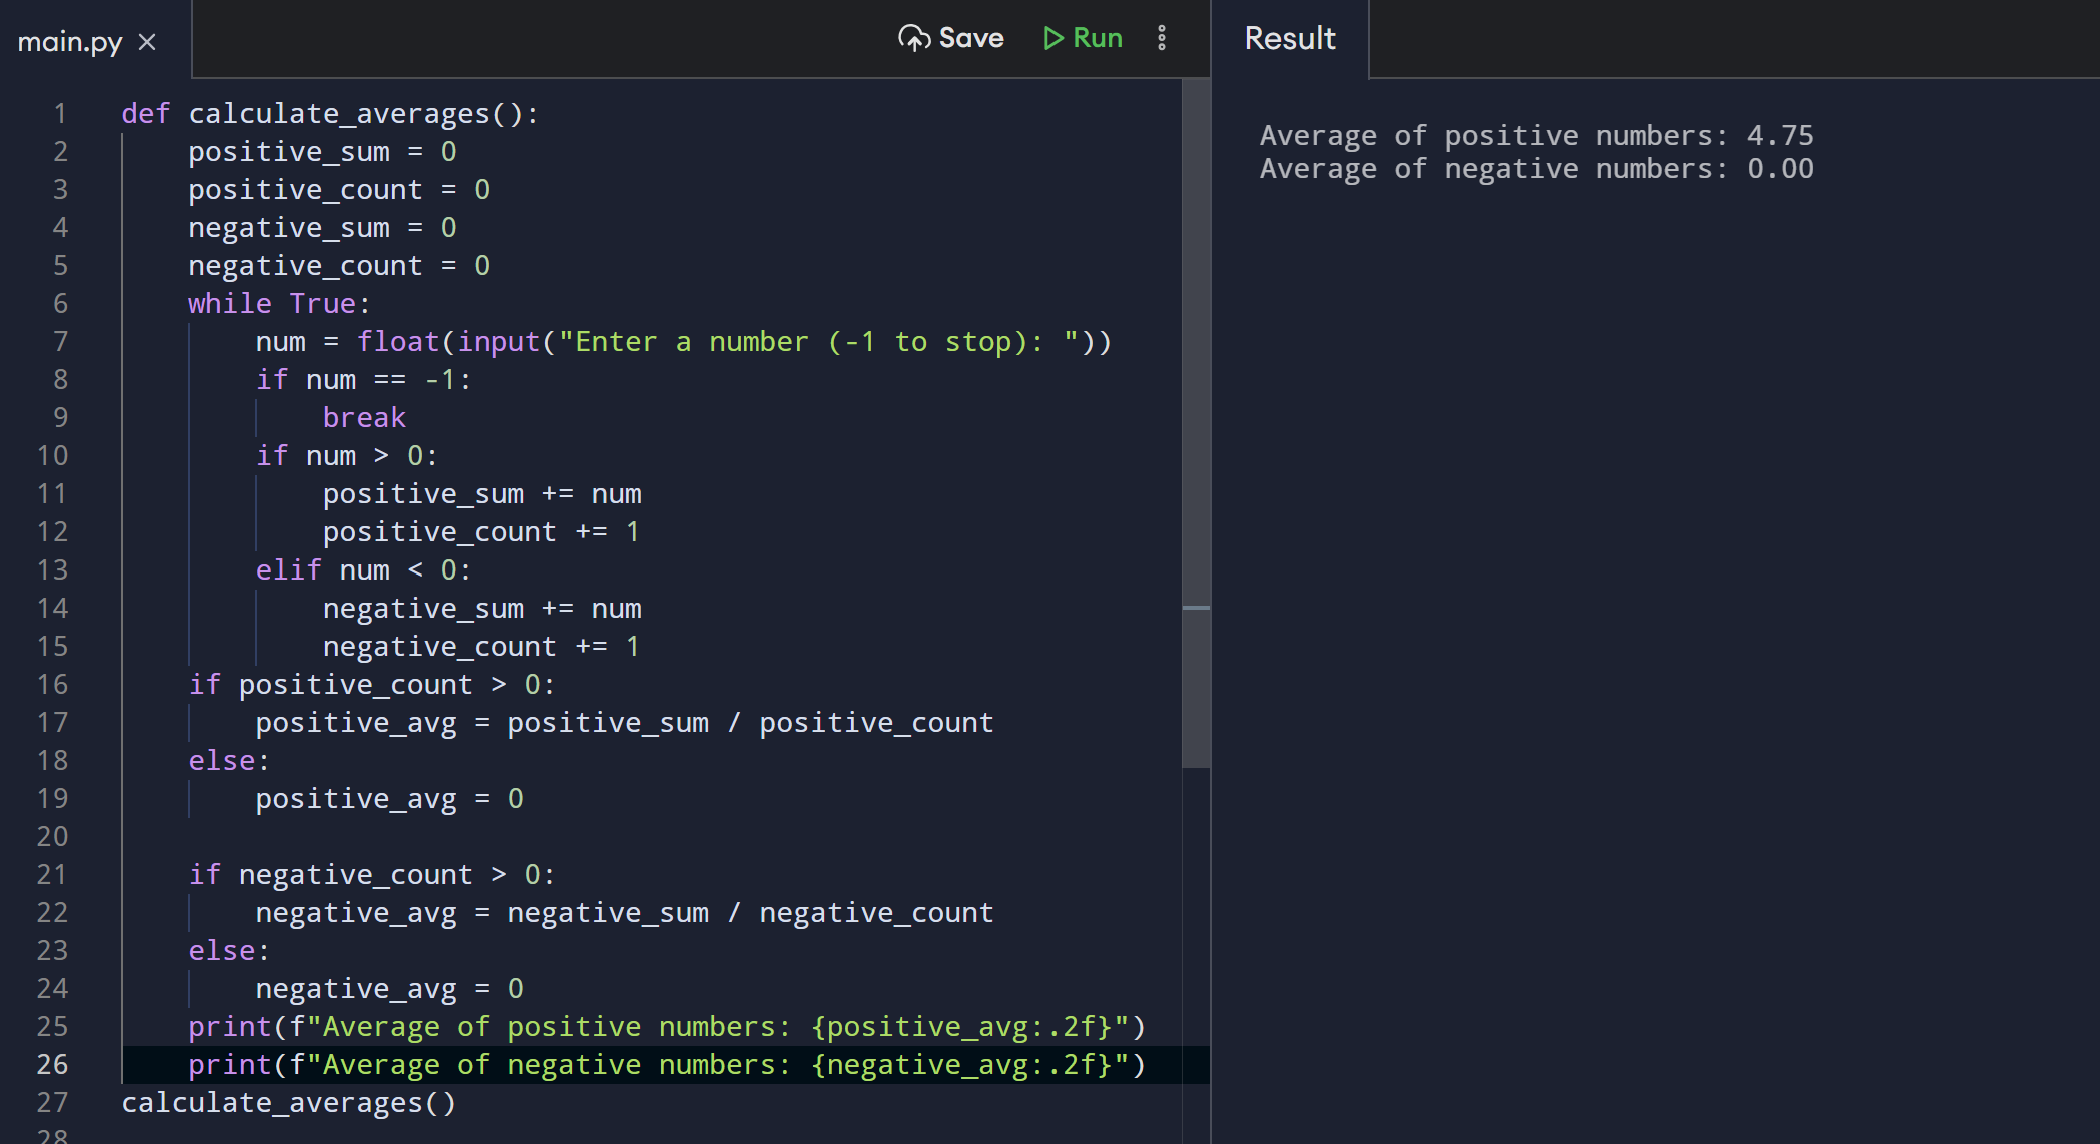 main.py × Save Run
Result
1 def calculate_averages():
2     positive_sum = 0
3     positive_count = 0
4     negative_sum = 0
5     negative_count = 0
6     while True:
7         num = float(input("Enter a number (-1 to stop): "))
8         if num == -1:
9             break
10         if num > 0:
11             positive_sum += num
12             positive_count += 1
13         elif num < 0:
14             negative_sum += num
15             negative_count += 1
16     if positive_count > 0:
17         positive_avg = positive_sum / positive_count
18     else:
19         positive_avg = 0
20
21     if negative_count > 0:
22         negative_avg = negative_sum / negative_count
23     else:
24         negative_avg = 0
25     print(f"Average of positive numbers: {positive_avg:.2f}")
26     print(f"Average of negative numbers: {negative_avg:.2f}")
27 calculate_averages()
28
Average of positive numbers: 4.75
Average of negative numbers: 0.00